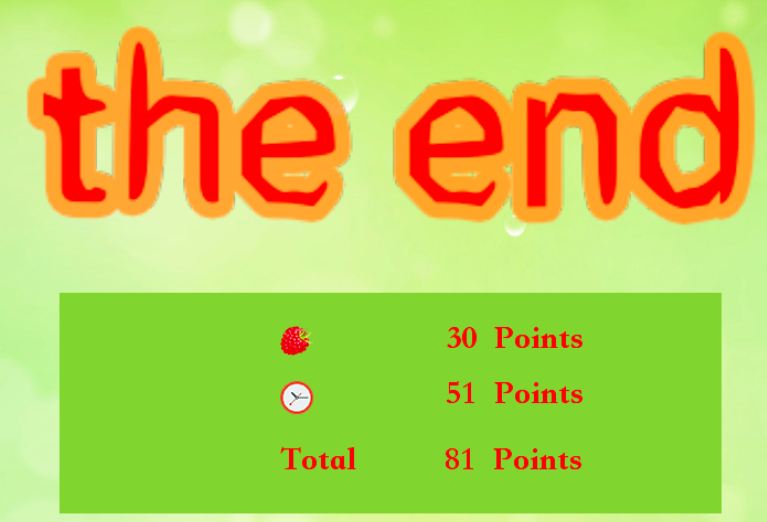 the end
30 Points
51 Points
Total 81 Points